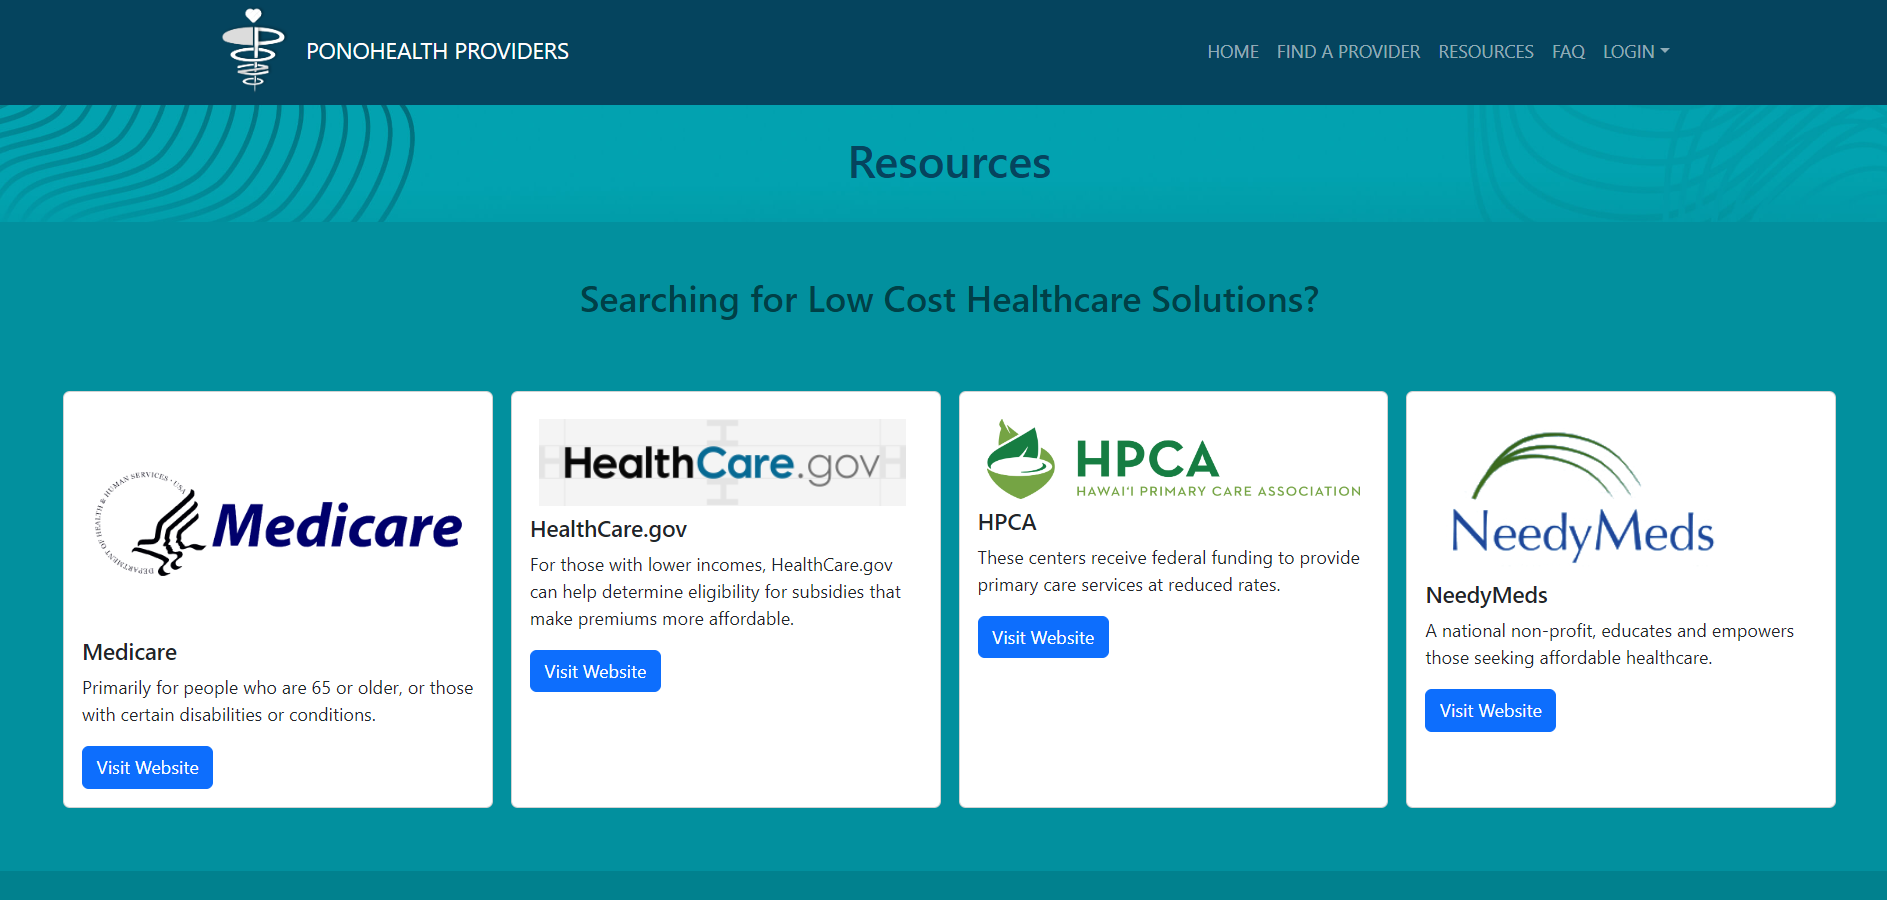 PONOHEALTH PROVIDERS
HOME FIND A PROVIDER RESOURCES FAQ LOGIN
Resources
Searching for Low Cost Healthcare Solutions?
DEPARTMENT OF HEALTH & HUMAN SERVICES · USA
Medicare
Medicare
Primarily for people who are 65 or older, or those
with certain disabilities or conditions.
Visit Website
HealthCare.gov
HealthCare.gov
For those with lower incomes, HealthCare.gov
can help determine eligibility for subsidies that
make premiums more affordable.
Visit Website
HPCA
HAWAI‘I PRIMARY CARE ASSOCIATION
HPCA
These centers receive federal funding to provide
primary care services at reduced rates.
Visit Website
NeedyMeds
NeedyMeds
A national non-profit, educates and empowers
those seeking affordable healthcare.
Visit Website